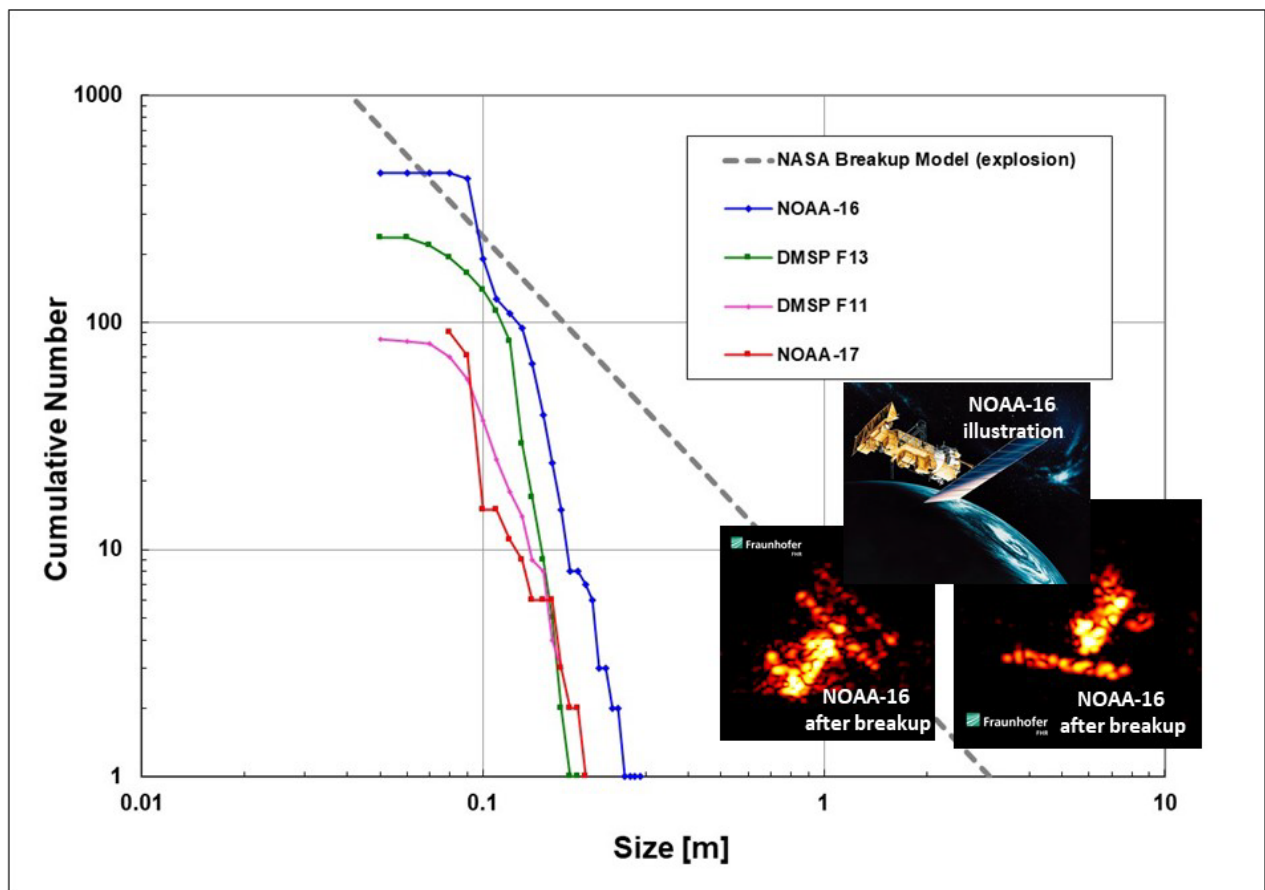 1000
100
10
1
0.01
0.1
1
10
Cumulative Number
Size [m]
NASA Breakup Model (explosion)
NOAA-16
DMSP F13
DMSP F11
NOAA-17
NOAA-16
illustration
Fraunhofer
FHR
NOAA-16
after breakup
NOAA-16
after breakup
Fraunhofer
FHR